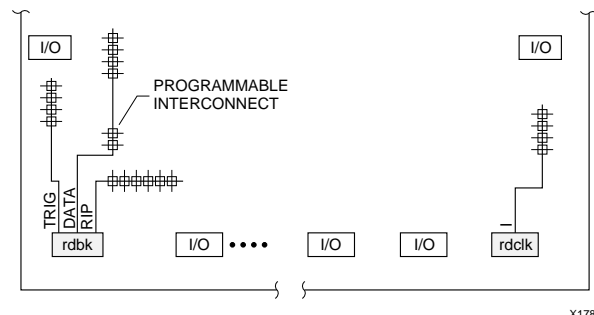 I/O
I/O
PROGRAMMABLE
INTERCONNECT
TRIG
DATA
RIP
I
rdbk
I/O
I/O
I/O
rdclk